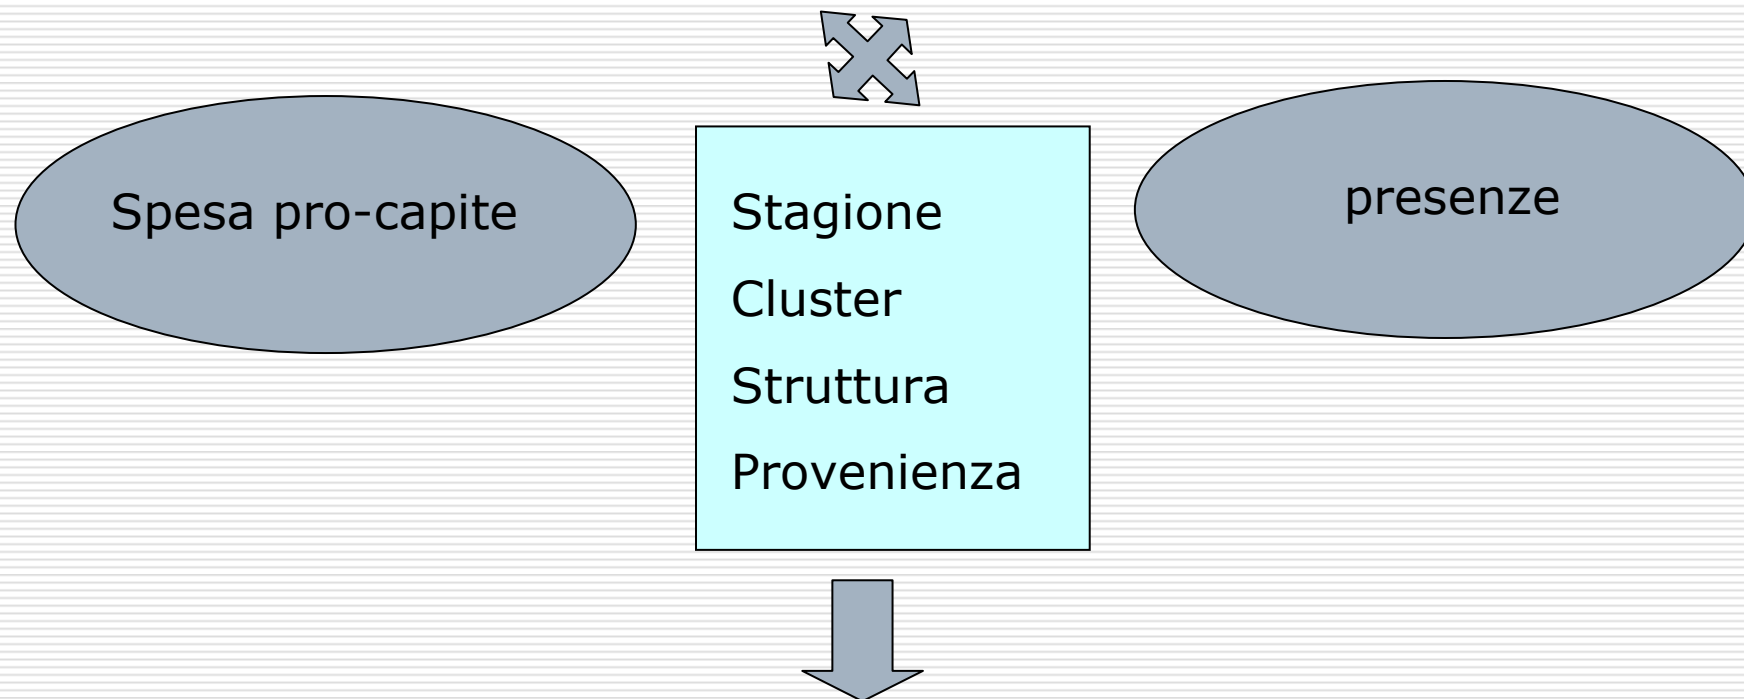 Spesa pro-capite
Stagione
Cluster
Struttura
Provenienza
presenze